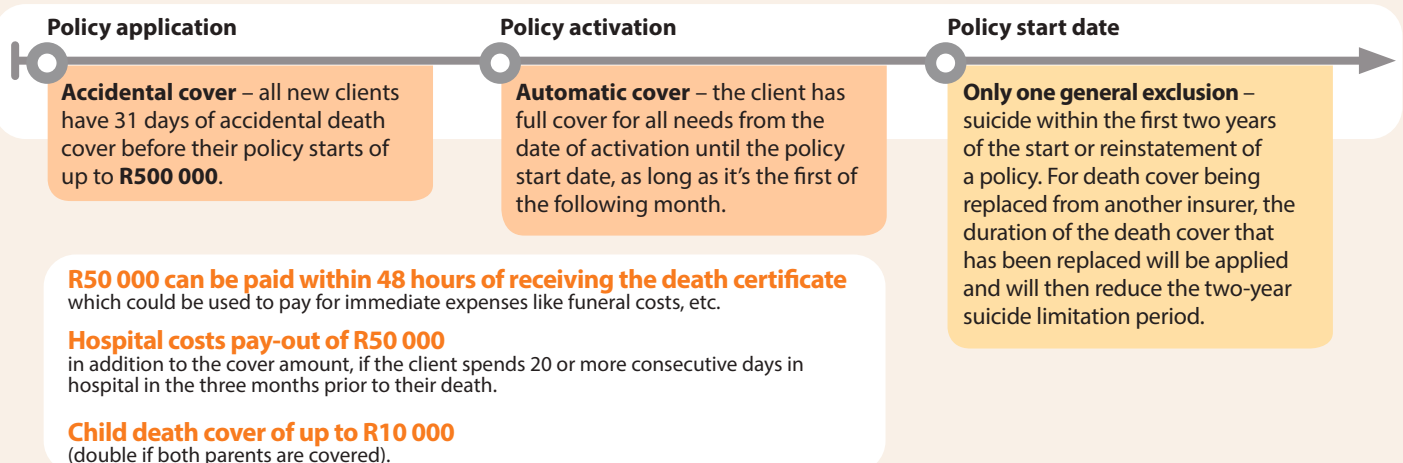 Policy application
Accidental cover – all new clients
have 31 days of accidental death
cover before their policy starts of
up to R500 000.
Policy activation
Automatic cover – the client has
full cover for all needs from the
date of activation until the policy
start date, as long as it’s the first of
the following month.
Policy start date
Only one general exclusion –
suicide within the first two years
of the start or reinstatement of
a policy. For death cover being
replaced from another insurer, the
duration of the death cover that
has been replaced will be applied
and will then reduce the two-year
suicide limitation period.
R50 000 can be paid within 48 hours of receiving the death certificate
which could be used to pay for immediate expenses like funeral costs, etc.
Hospital costs pay-out of R50 000
in addition to the cover amount, if the client spends 20 or more consecutive days in
hospital in the three months prior to their death.
Child death cover of up to R10 000
(double if both parents are covered).